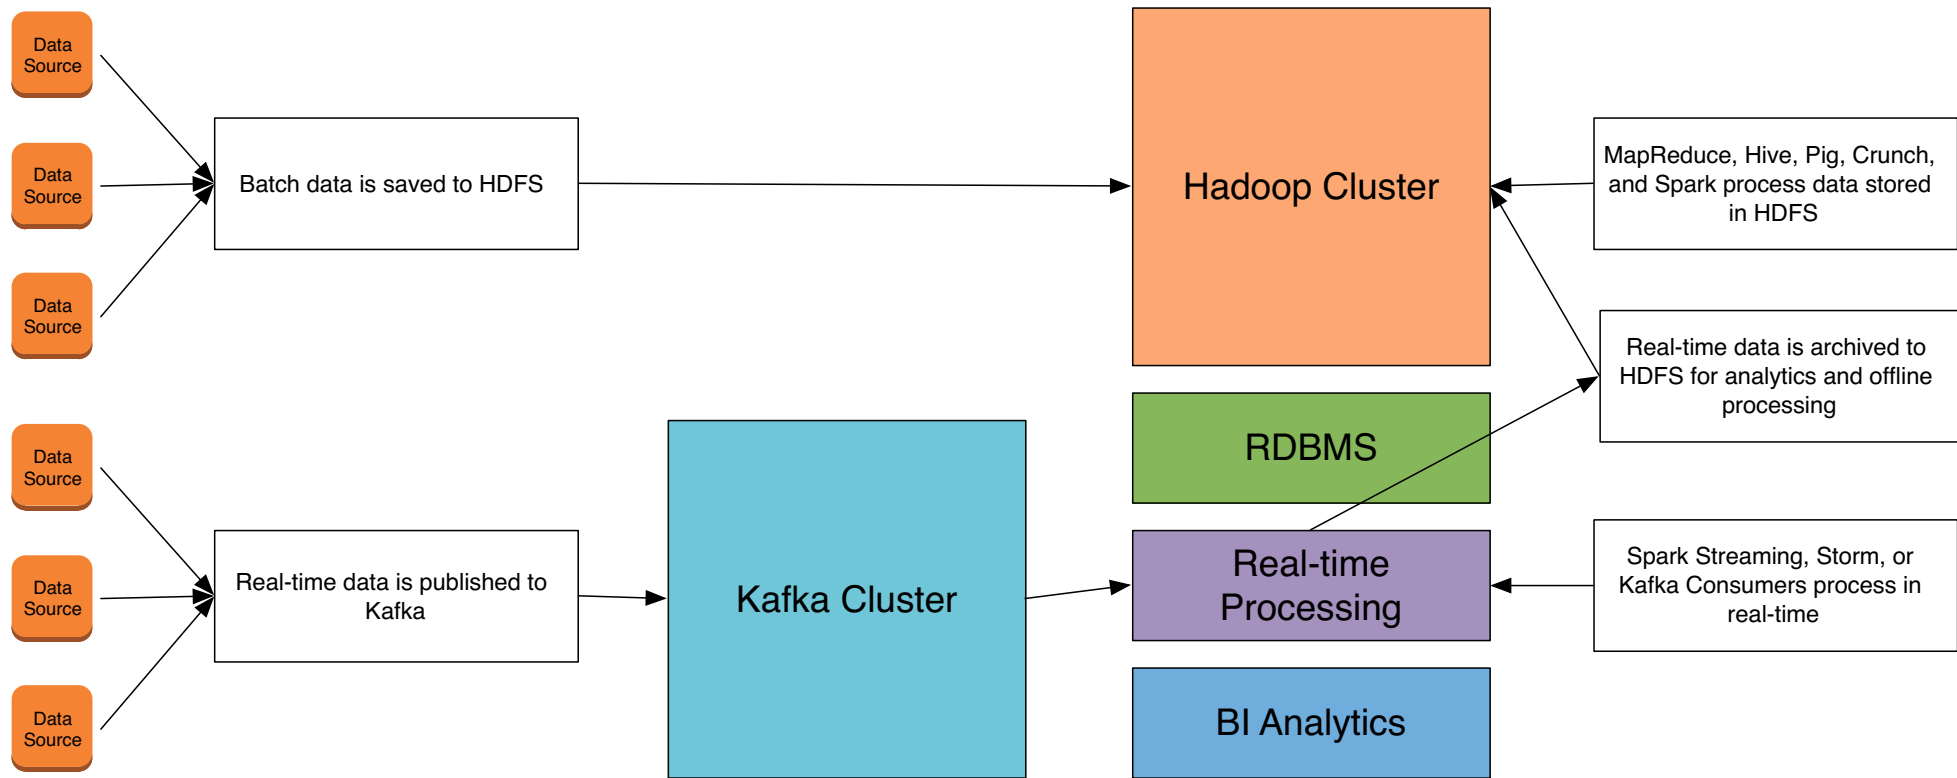 Data
Source
Data
Source
Data
Source
Batch data is saved to HDFS
Hadoop Cluster
MapReduce, Hive, Pig, Crunch,
and Spark process data stored
in HDFS
Real-time data is archived to
HDFS for analytics and offline
processing
RDBMS
Data
Source
Data
Source
Data
Source
Real-time data is published to
Kafka
Kafka Cluster
Real-time
Processing
Spark Streaming, Storm, or
Kafka Consumers process in
real-time
BI Analytics